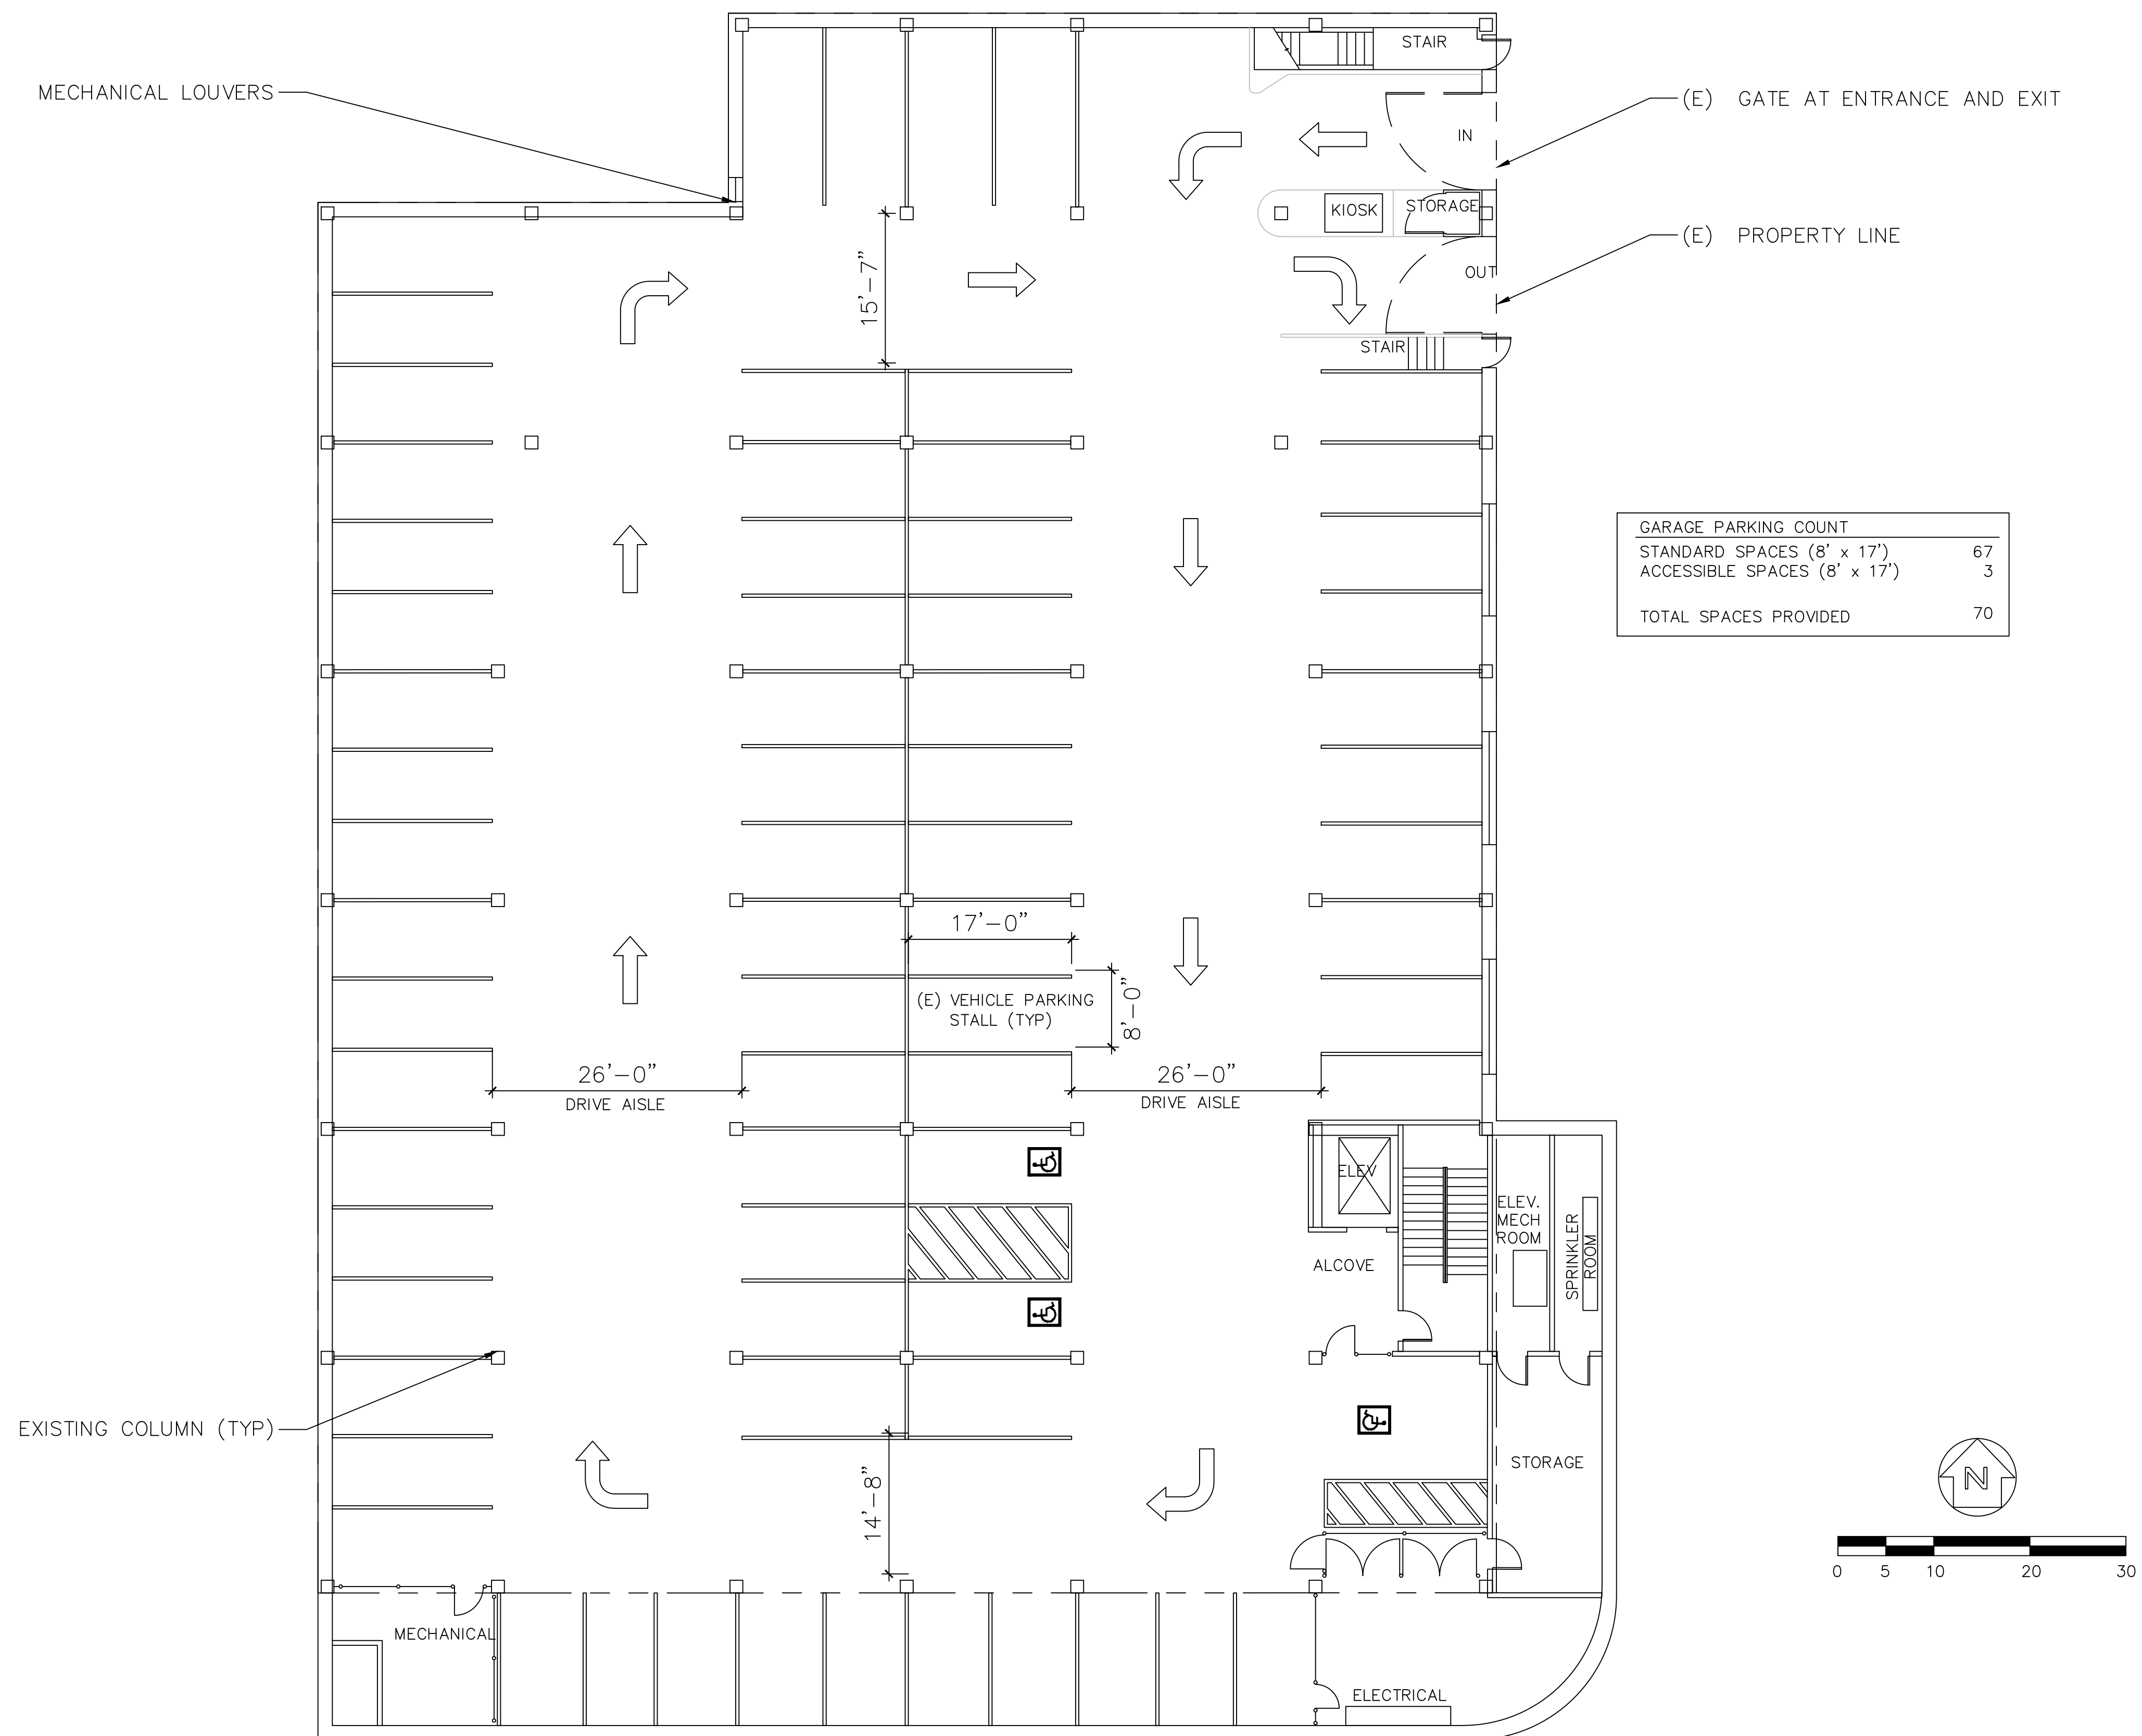 STAIR
MECHANICAL LOUVERS
(E) GATE AT ENTRANCE AND EXIT
IN
KIOSK
STORAGE
(E) PROPERTY LINE
OUT
15'-7"
STAIR
GARAGE PARKING COUNT
STANDARD SPACES (8' x 17') 67
ACCESSIBLE SPACES (8' x 17') 3
TOTAL SPACES PROVIDED 70
17'-0"
(E) VEHICLE PARKING
STALL (TYP)
8'-0"
26'-0"
DRIVE AISLE
26'-0"
DRIVE AISLE
ELEV
ELEV.
MECH
ROOM
SPRINKLER
ROOM
ALCOVE
EXISTING COLUMN (TYP)
14'-8"
STORAGE
N
0 5 10 20 30
MECHANICAL
ELECTRICAL